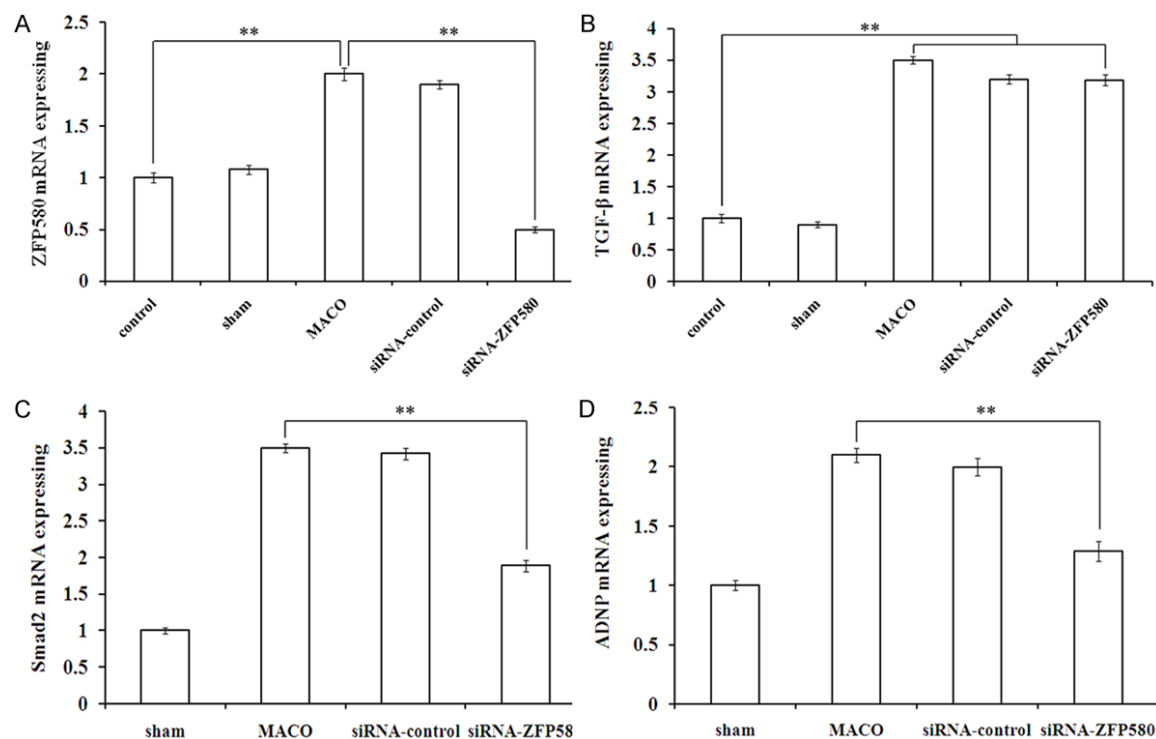 A
ZFP580 mRNA expressing
2.5
2
1.5
1
0.5
0
**
**
control
sham
MACO
siRNA-control
siRNA-ZFP580
B
TGF-β mRNA expressing
4
3.5
3
2.5
2
1.5
1
0.5
0
**
control
sham
MACO
siRNA-control
siRNA-ZFP580
C
Smad2 mRNA expressing
4
3.5
3
2.5
2
1.5
1
0.5
0
**
sham
MACO
siRNA-control
siRNA-ZFP58
D
ADNP mRNA expressing
2.5
2
1.5
1
0.5
0
**
sham
MACO
siRNA-control
siRNA-ZFP580